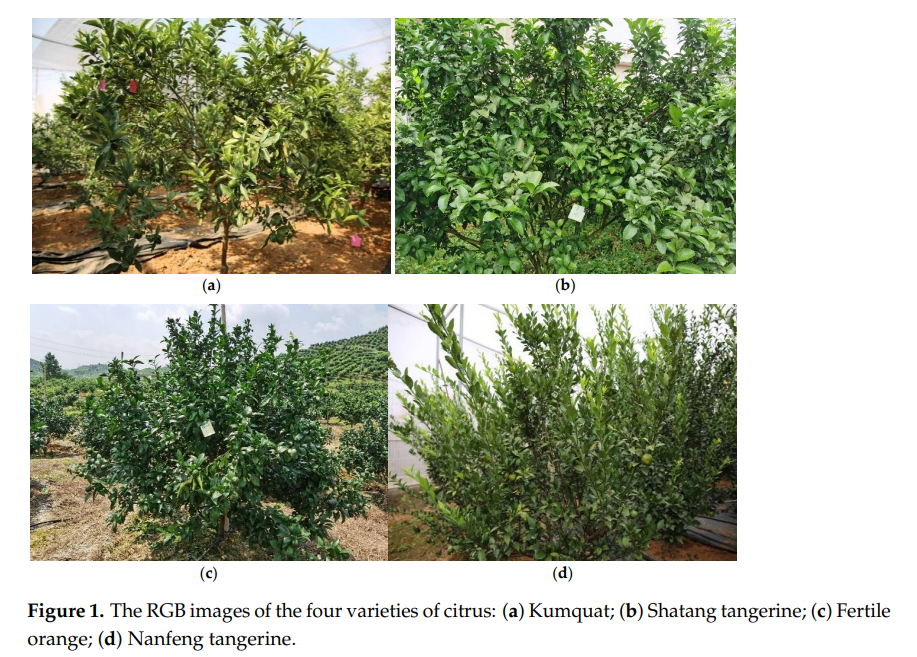 (a)
(b)
(c)
(d)
Figure 1. The RGB images of the four varieties of citrus: (a) Kumquat; (b) Shatang tangerine; (c) Fertile
orange; (d) Nanfeng tangerine.